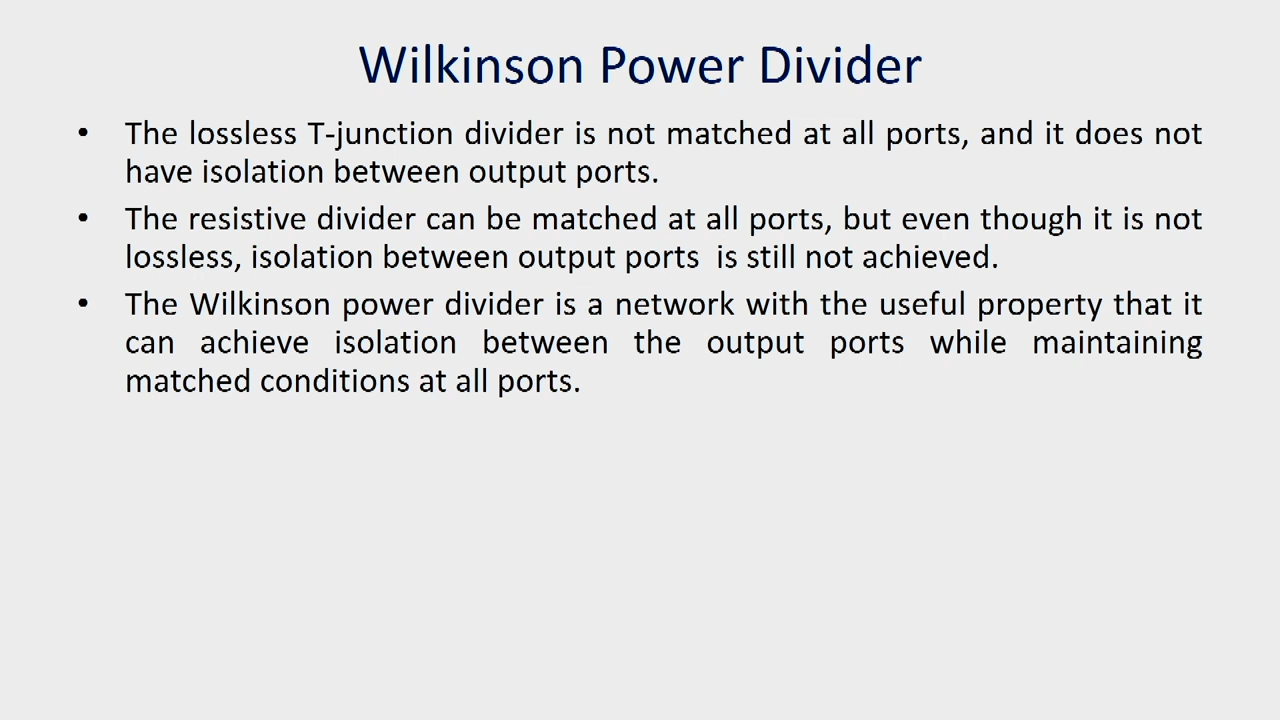 Wilkinson Power Divider
• The lossless T-junction divider is not matched at all ports, and it does not
have isolation between output ports.
• The resistive divider can be matched at all ports, but even though it is not
lossless, isolation between output ports is still not achieved.
• The Wilkinson power divider is a network with the useful property that it
can achieve isolation between the output ports while maintaining
matched conditions at all ports.